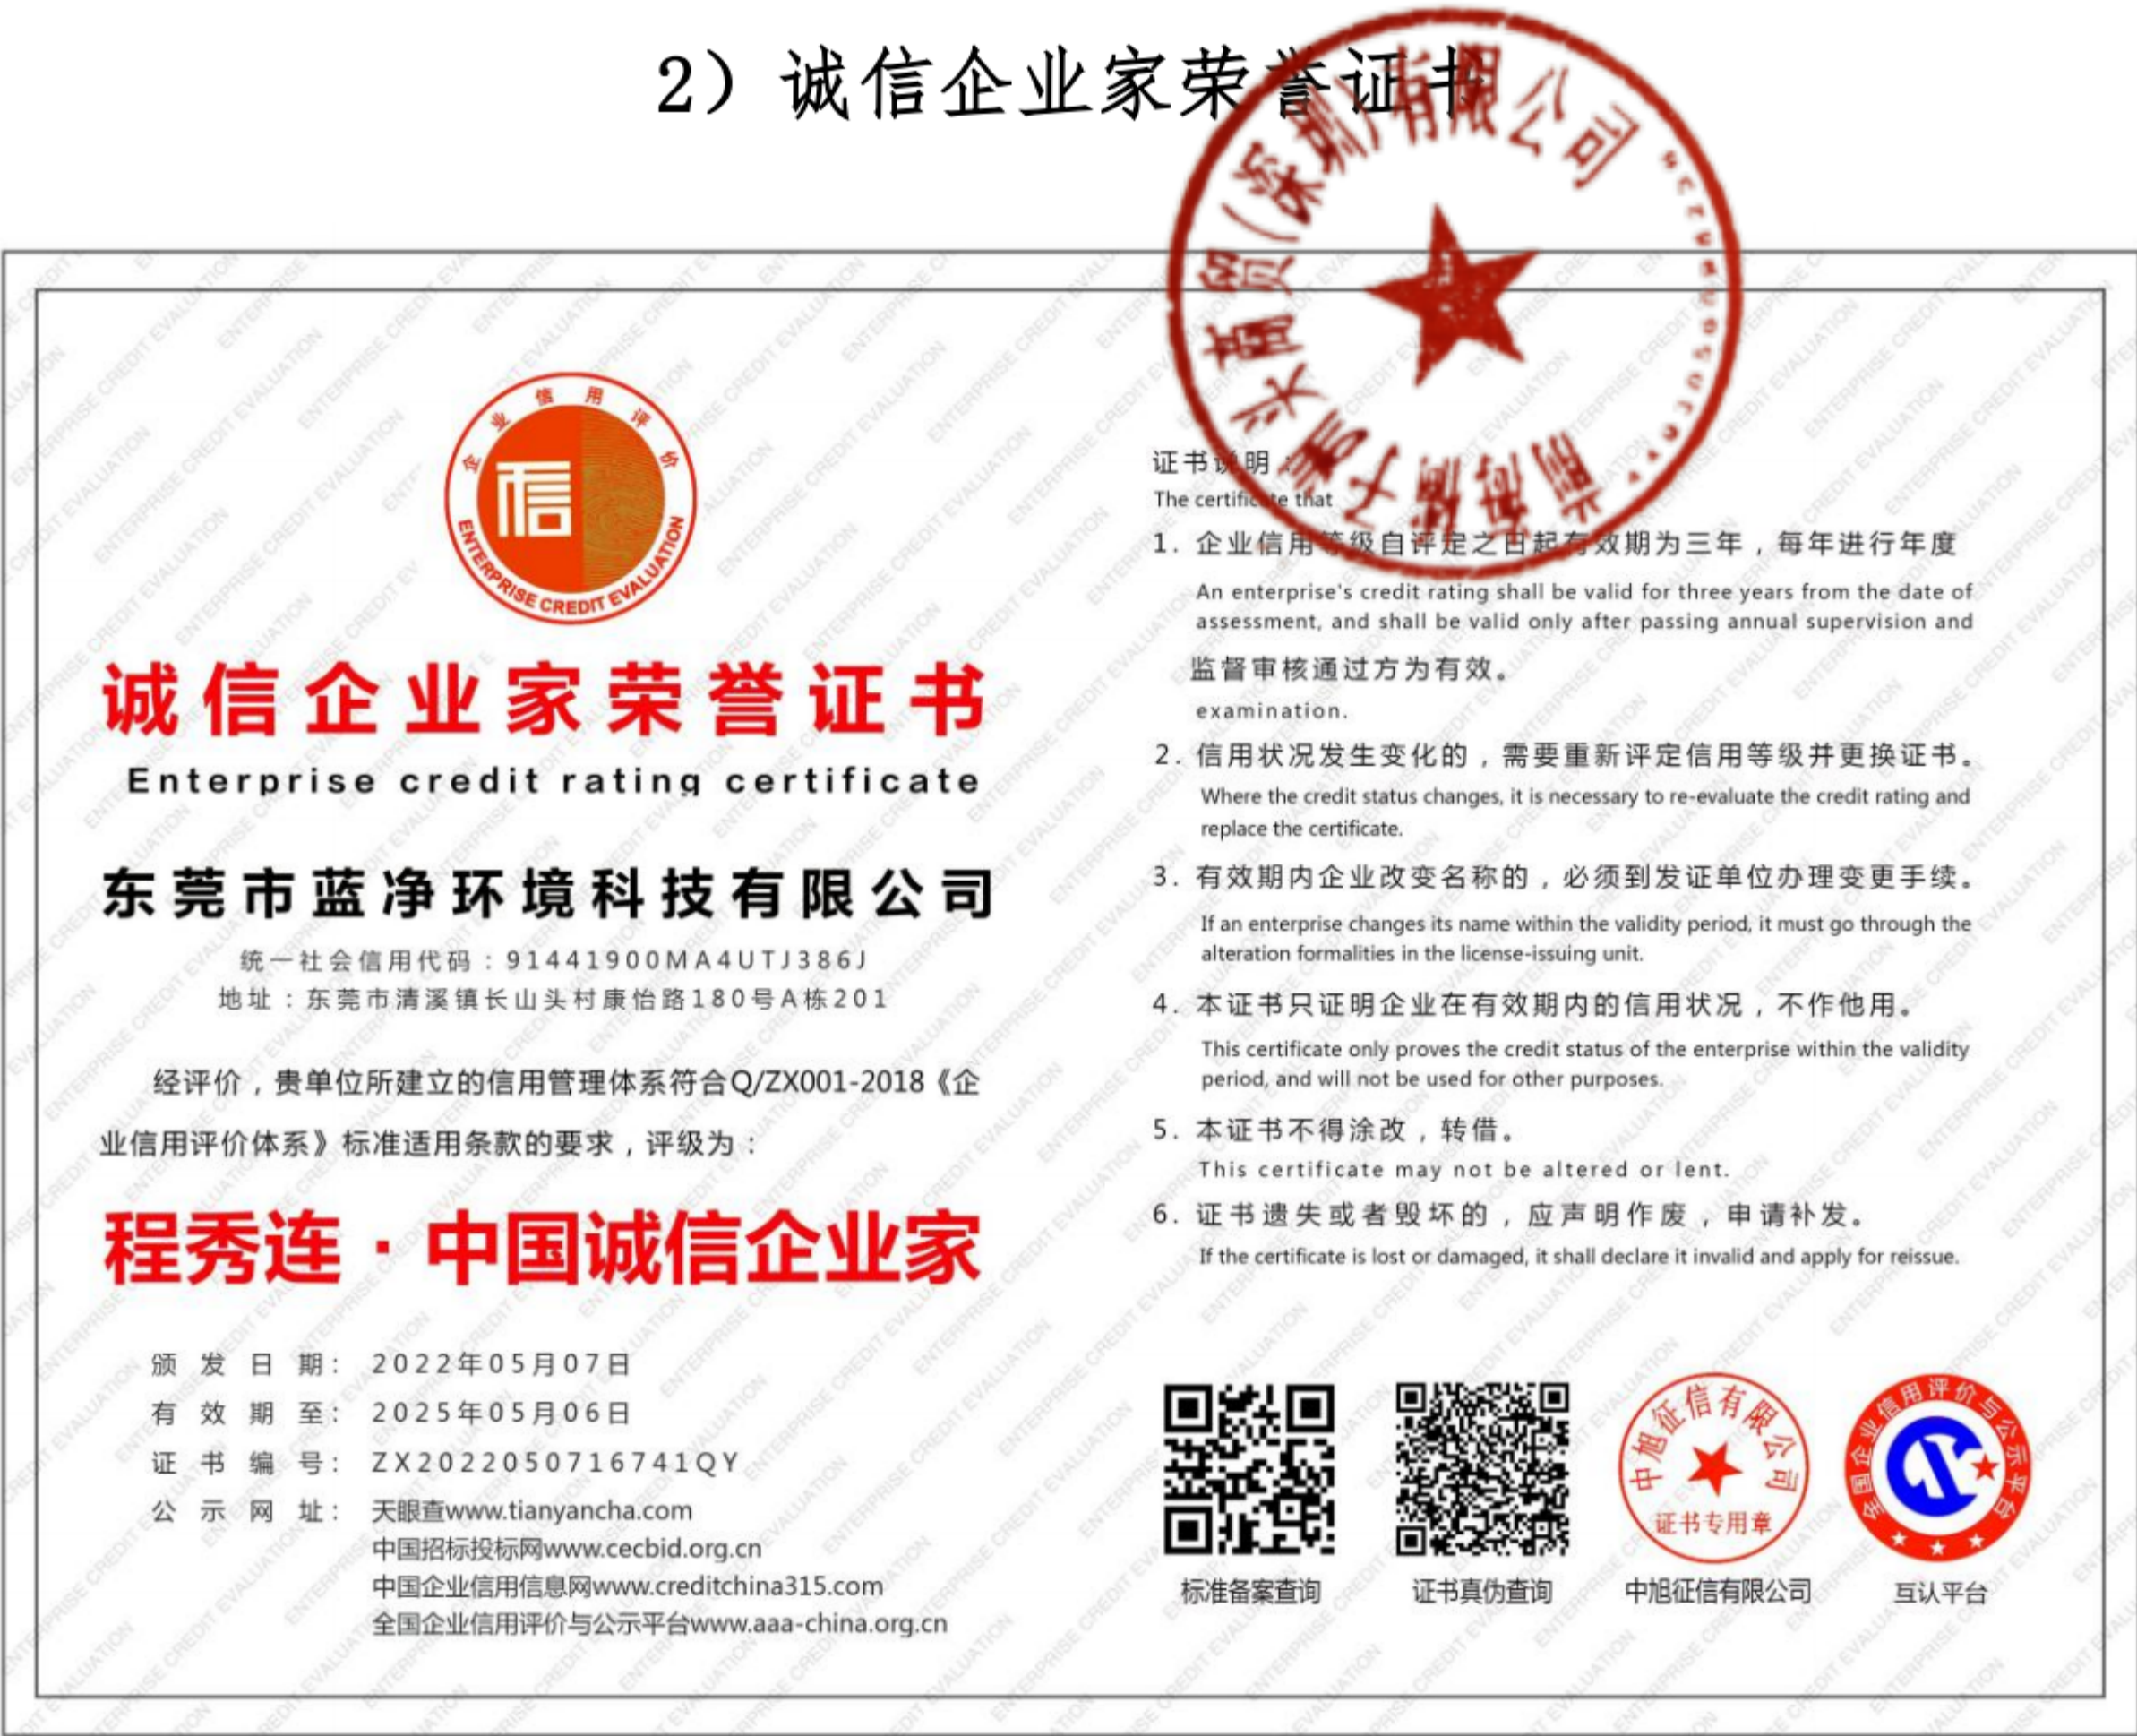 2）诚信企业家荣誉证书
企业信用评价
信
ENTERPRISE CREDIT EVALUATION
诚信企业家荣誉证书
Enterprise credit rating certificate
东莞市蓝净环境科技有限公司
统一社会信用代码：91441900MA4UTJ386J
地址：东莞市清溪镇长山头村康怡路180号A栋201
经评价，贵单位所建立的信用管理体系符合Q/ZX001-2018《企
业信用评价体系》标准适用条款的要求，评级为：
程秀连·中国诚信企业家
颁发日期：2022年05月07日
有效期至：2025年05月06日
证书编号：ZX2022050716741QY
公示网址：天眼查www.tianyancha.com
中国招标投标网www.cecbid.org.cn
中国企业信用信息网www.creditchina315.com
全国企业信用评价与公示平台www.aaa-china.org.cn
（深圳）有限公司
证书说明：
The certificate that
1. 企业信用等级自评定之日起有效期为三年，每年进行年度
An enterprise's credit rating shall be valid for three years from the date of
assessment, and shall be valid only after passing annual supervision and
监督审核通过方为有效。
examination.
2. 信用状况发生变化的，需要重新评定信用等级并更换证书。
Where the credit status changes, it is necessary to re-evaluate the credit rating and
replace the certificate.
3. 有效期内企业改变名称的，必须到发证单位办理变更手续。
If an enterprise changes its name within the validity period, it must go through the
alteration formalities in the license-issuing unit.
4. 本证书只证明企业在有效期内的信用状况，不作他用。
This certificate only proves the credit status of the enterprise within the validity
period, and will not be used for other purposes.
5. 本证书不得涂改，转借。
This certificate may not be altered or lent.
6. 证书遗失或者毁坏的，应声明作废，申请补发。
If the certificate is lost or damaged, it shall declare it invalid and apply for reissue.
中旭征信有限公司
证书专用章
全国企业信用评价与公示平台
标准备案查询
证书真伪查询
中旭征信有限公司
互认平台